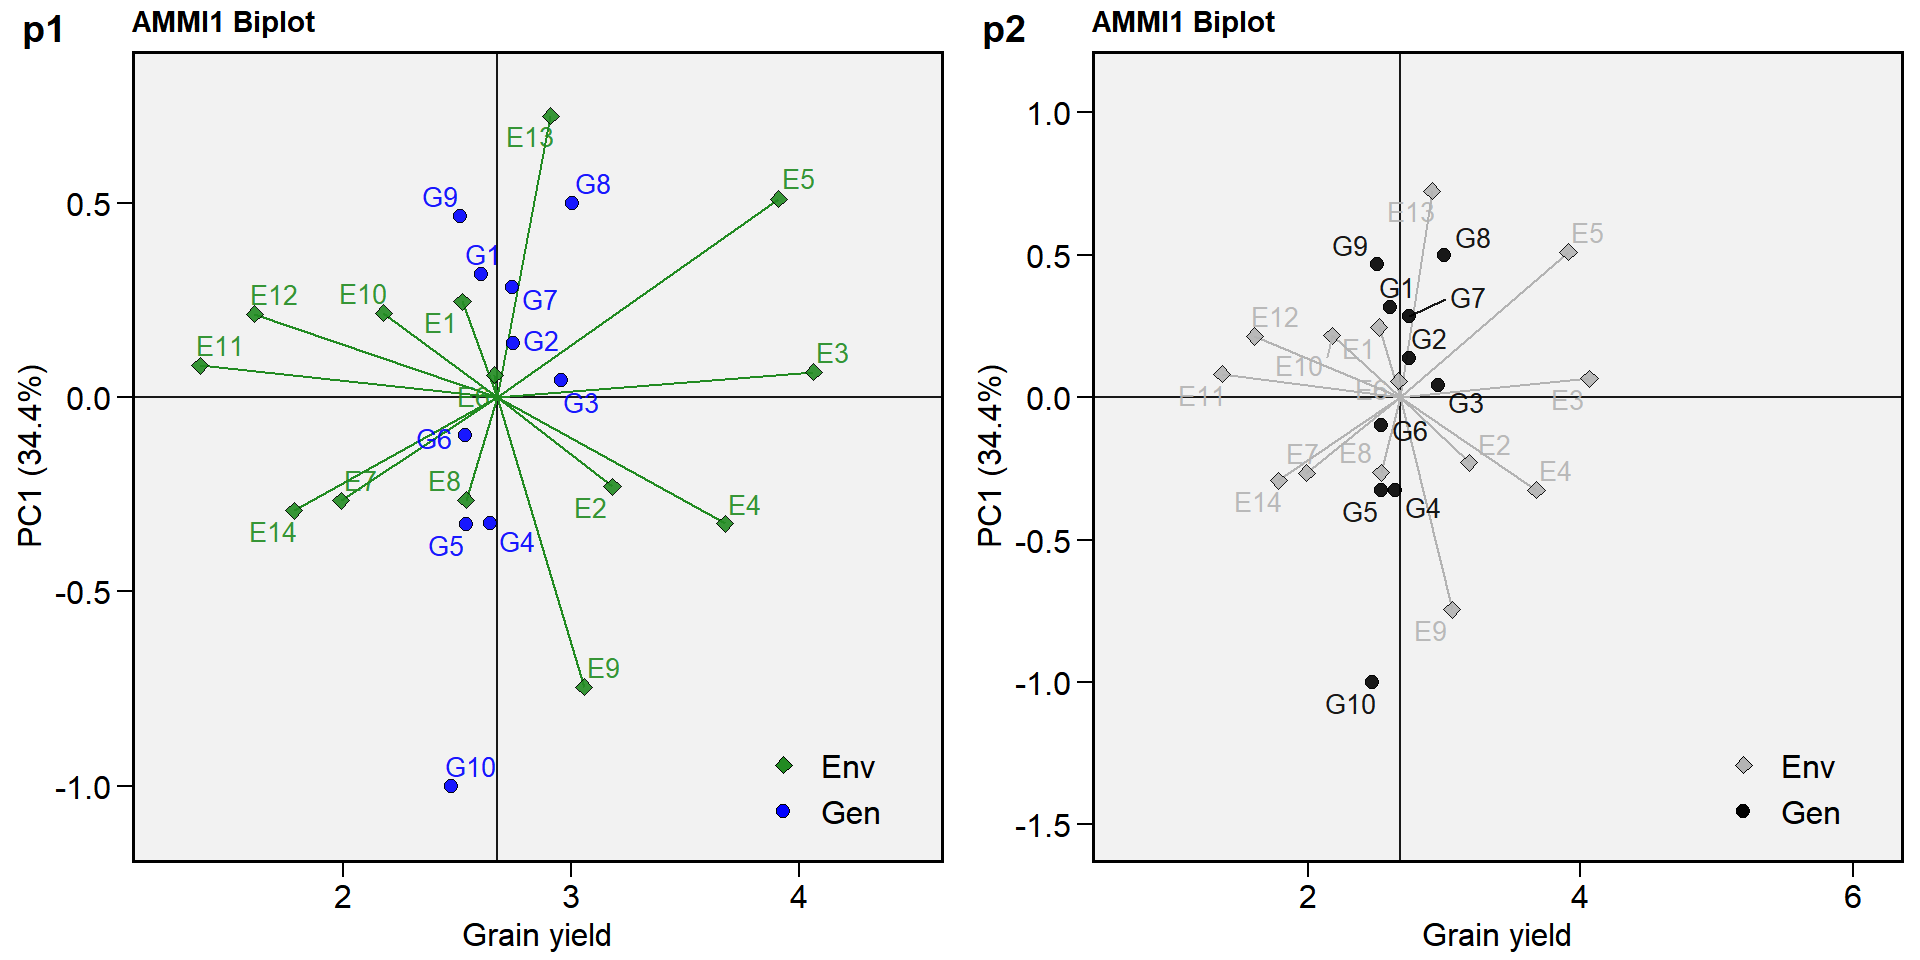 p1
AMMI1 Biplot
E13
E5
G8
G9
G1
E12
E10
E1
G7
G2
E11
E3
E6
G3
G6
E7
E8
E14
E2
E4
G5
G4
E9
G10
Env
Gen
0.5
0.0
-0.5
-1.0
PC1 (34.4%)
2
3
4
Grain yield
p2
AMMI1 Biplot
E13
E5
G8
G9
G1
G7
E12
E1
G2
E10
E11
E6
E3
G3
G6
E7
E8
E2
E14
E4
G5
G4
E9
G10
Env
Gen
1.0
0.5
0.0
-0.5
-1.0
-1.5
PC1 (34.4%)
2
4
6
Grain yield